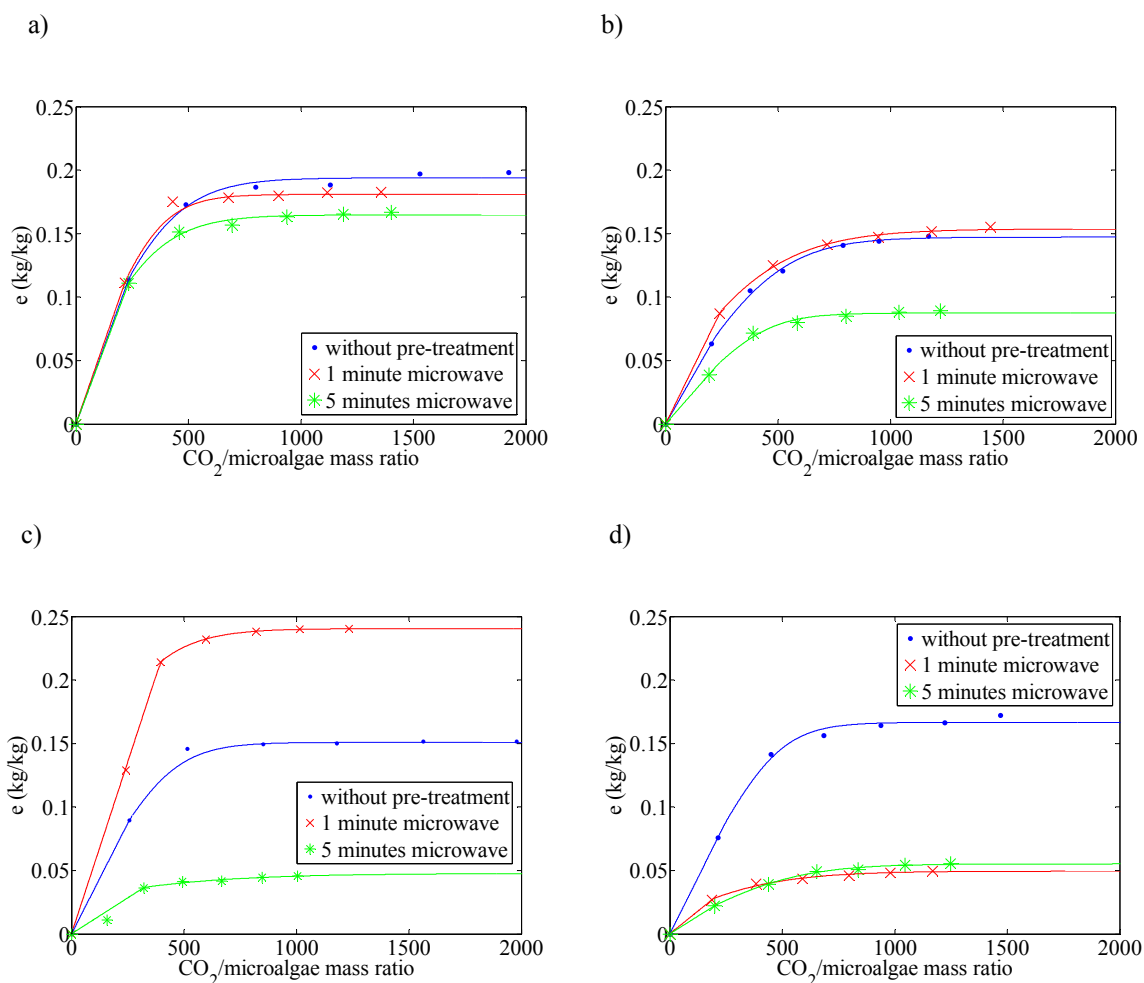 a)
0.25
0.2
0.15
0.1
0.05
0
e (kg/kg)
without pre-treatment
1 minute microwave
5 minutes microwave
0 500 1000 1500 2000
CO2/microalgae mass ratio
b)
0.25
0.2
0.15
0.1
0.05
0
e (kg/kg)
without pre-treatment
1 minute microwave
5 minutes microwave
0 500 1000 1500 2000
CO2/microalgae mass ratio
c)
0.25
0.2
0.15
0.1
0.05
0
e (kg/kg)
without pre-treatment
1 minute microwave
5 minutes microwave
0 500 1000 1500 2000
CO2/microalgae mass ratio
d)
0.25
0.2
0.15
0.1
0.05
0
e (kg/kg)
without pre-treatment
1 minute microwave
5 minutes microwave
0 500 1000 1500 2000
CO2/microalgae mass ratio